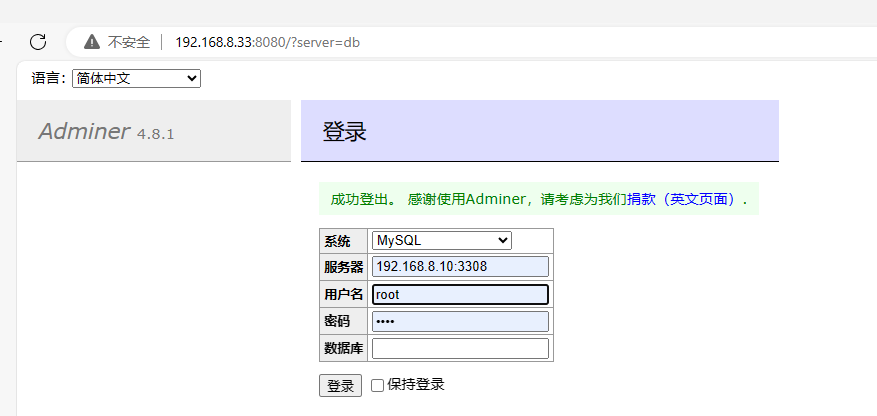 不安全 192.168.8.33:8080/?server=db
语言: 简体中文
Adminer 4.8.1
登录
成功登出。 感谢使用Adminer，请考虑为我们捐款（英文页面）.
系统 MySQL
服务器 192.168.8.10:3308
用户名 root
密码 ••••
数据库
登录 保持登录